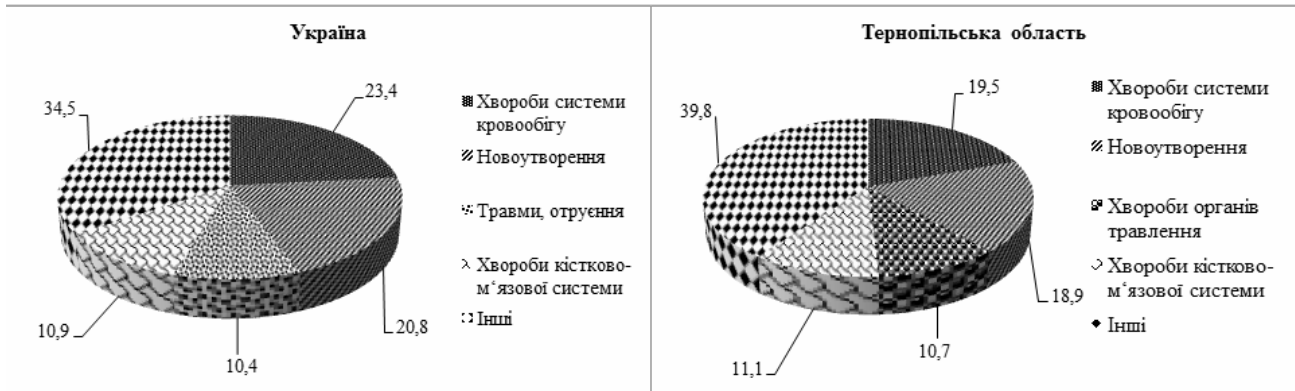 Україна
34,5
23,4
Хвороби системи
кровообігу
Новоутворення
Травми, отруєння
Хвороби кістково-
м‘язової системи
Інші
10,9
10,4
20,8
Тернопільська область
39,8
19,5
Хвороби системи
кровообігу
Новоутворення
Хвороби органів
травлення
Хвороби кістково-
м‘язової системи
Інші
11,1
10,7
18,9